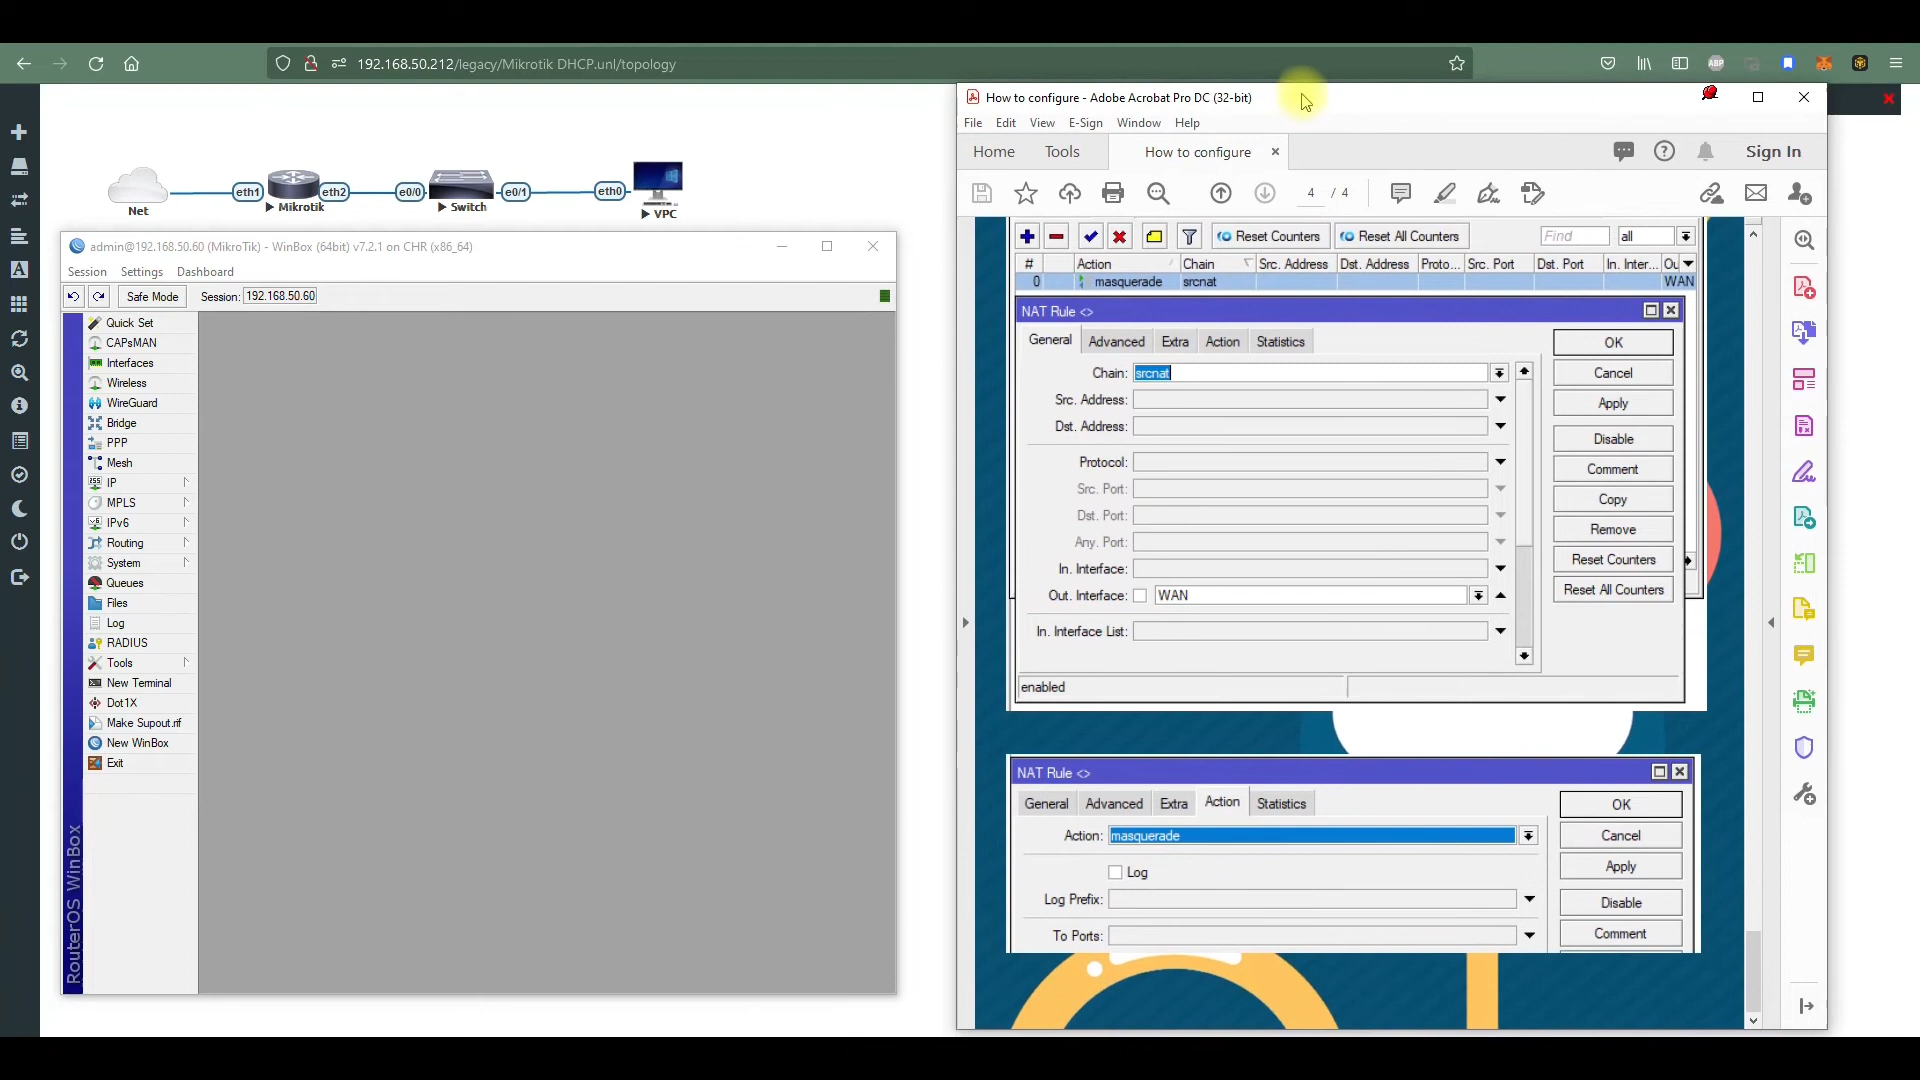 192.168.50.212/legacy/Mikrotik DHCP.unl/topology
ABP
Net
eth1
Mikrotik
eth2
e0/0
Switch
e0/1
eth0
VPC
admin@192.168.50.60 (MikroTik) - WinBox (64bit) v7.2.1 on CHR (x86_64)
Session
Settings
Dashboard
Safe Mode
Session:
192.168.50.60
Quick Set
CAPsMAN
Interfaces
Wireless
WireGuard
Bridge
PPP
Mesh
IP
MPLS
IPv6
Routing
System
Queues
Files
Log
RADIUS
Tools
New Terminal
Dot1X
Make Supout.rif
New WinBox
Exit
RouterOS WinBox
How to configure - Adobe Acrobat Pro DC (32-bit)
File
Edit
View
E-Sign
Window
Help
Home
Tools
How to configure
Sign In
4 / 4
Reset Counters
Reset All Counters
Find
all
#
Action
Chain
Src. Address
Dst. Address
Proto...
Src. Port
Dst. Port
In. Inter...
Ou
0
masquerade
srcnat
WAN
NAT Rule <>
General
Advanced
Extra
Action
Statistics
Chain:
srcnat
Src. Address:
Dst. Address:
Protocol:
Src. Port:
Dst. Port:
Any. Port:
In. Interface:
Out. Interface:
WAN
In. Interface List:
OK
Cancel
Apply
Disable
Comment
Copy
Remove
Reset Counters
Reset All Counters
enabled
NAT Rule <>
General
Advanced
Extra
Action
Statistics
Action:
masquerade
Log
Log Prefix:
To Ports:
OK
Cancel
Apply
Disable
Comment